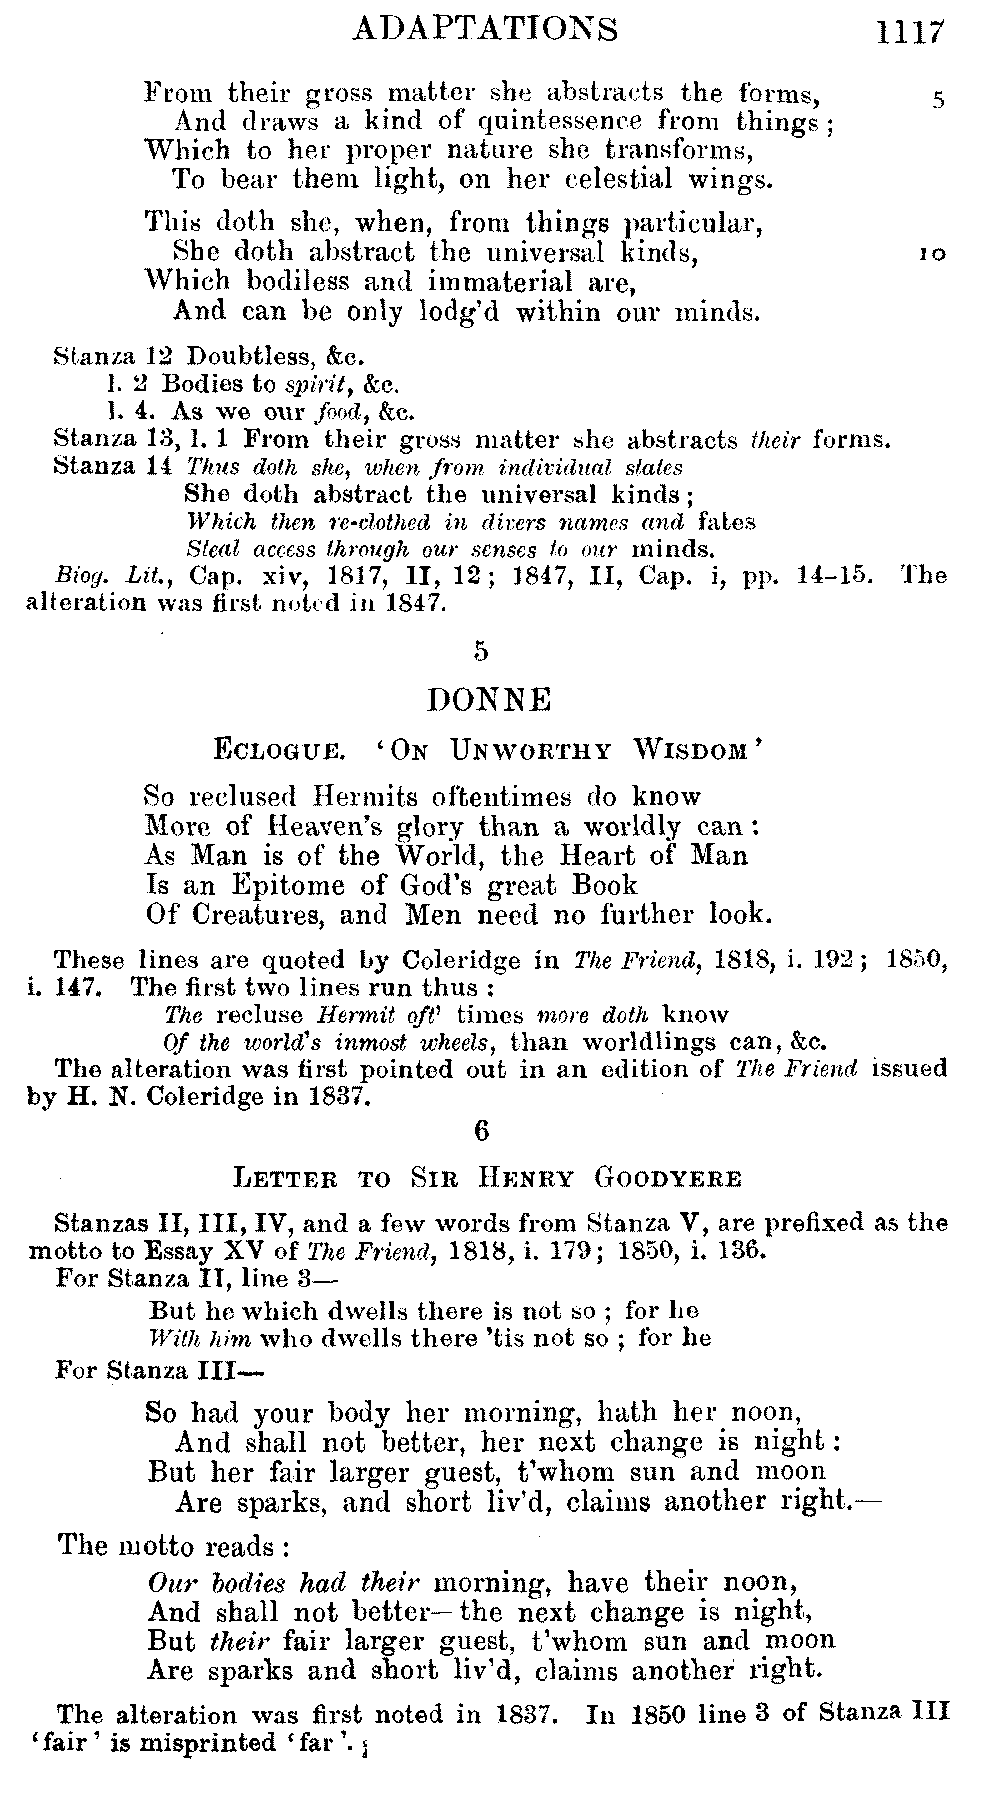 ADAPTATIONS 1117
From their gross matter she abstracts the forms, 5
And draws a kind of quintessence from things;
Which to her proper nature she transforms,
To bear them light, on her celestial wings.
This doth she, when, from things particular,
She doth abstract the universal kinds, 10
Which bodiless and immaterial are,
And can be only lodg'd within our minds.
Stanza 12 Doubtless, &c.
l. 2 Bodies to spirit, &c.
l. 4. As we our food, &c.
Stanza 13, l. 1 From their gross matter she abstracts their forms.
Stanza 14 Thus doth she, when from individual states
She doth abstract the universal kinds;
Which then re-clothed in divers names and fates
Steal access through our senses to our minds.
Biog. Lit., Cap. xiv, 1817, II, 12; 1847, II, Cap. i, pp. 14-15. The
alteration was first noted in 1847.
5
DONNE
ECLOGUE. 'ON UNWORTHY WISDOM'
So reclused Hermits oftentimes do know
More of Heaven's glory than a worldly can:
As Man is of the World, the Heart of Man
Is an Epitome of God's great Book
Of Creatures, and Men need no further look.
These lines are quoted by Coleridge in The Friend, 1818, i. 192; 1850,
i. 147. The first two lines run thus:
The recluse Hermit oft' times more doth know
Of the world's inmost wheels, than worldlings can, &c.
The alteration was first pointed out in an edition of The Friend issued
by H. N. Coleridge in 1837.
6
LETTER TO SIR HENRY GOODYERE
Stanzas II, III, IV, and a few words from Stanza V, are prefixed as the
motto to Essay XV of The Friend, 1818, i. 179; 1850, i. 136.
For Stanza II, line 3—
But he which dwells there is not so; for he
With him who dwells there 'tis not so; for he
For Stanza III—
So had your body her morning, hath her noon,
And shall not better, her next change is night:
But her fair larger guest, t'whom sun and moon
Are sparks, and short liv'd, claims another right.—
The motto reads:
Our bodies had their morning, have their noon,
And shall not better—the next change is night,
But their fair larger guest, t'whom sun and moon
Are sparks and short liv'd, claims another right.
The alteration was first noted in 1837. In 1850 line 3 of Stanza III
'fair' is misprinted 'far'.